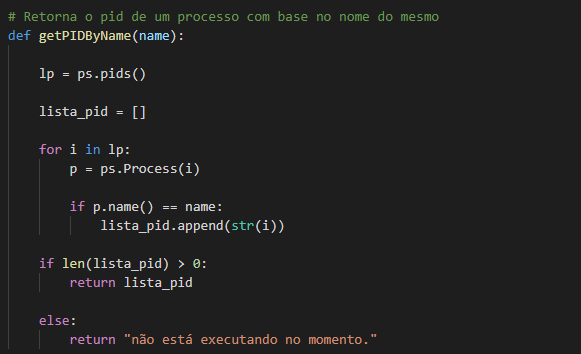 # Retorna o pid de um processo com base no nome do mesmo
def getPIDByName(name):
lp = ps.pids()
lista_pid = []
for i in lp:
p = ps.Process(i)
if p.name() == name:
lista_pid.append(str(i))
if len(lista_pid) > 0:
return lista_pid
else:
return "não está executando no momento."